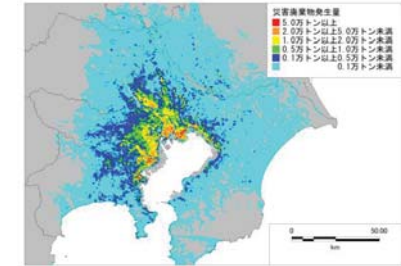 災害廃棄物発生量
5.0万トン以上
2.0万トン以上5.0万トン未満
1.0万トン以上2.0万トン未満
0.5万トン以上1.0万トン未満
0.1万トン以上0.5万トン未満
0.1万トン未満
0 50.00
km